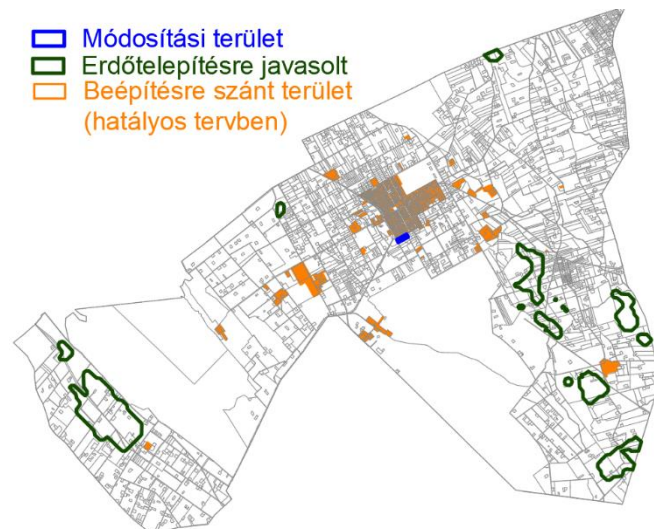 Módosítási terület
Erdőtelepítésre javasolt
Beépítésre szánt terület
(hatályos tervben)